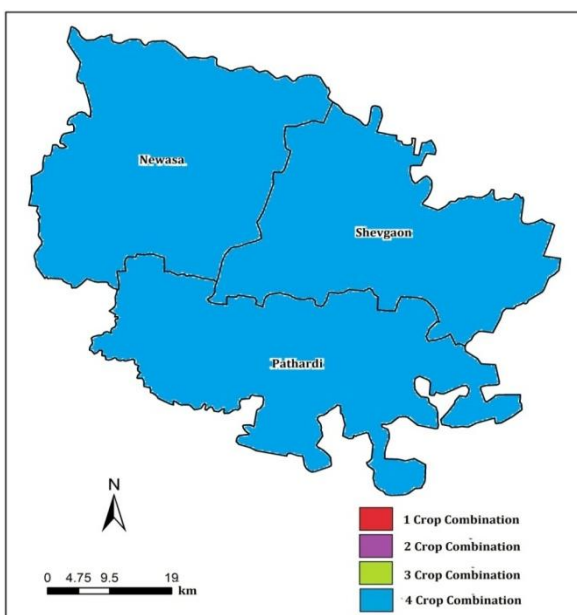 Newasa
Shevgaon
Pathardi
N
0 4.75 9.5 19
km
1 Crop Combination
2 Crop Combination
3 Crop Combination
4 Crop Combination